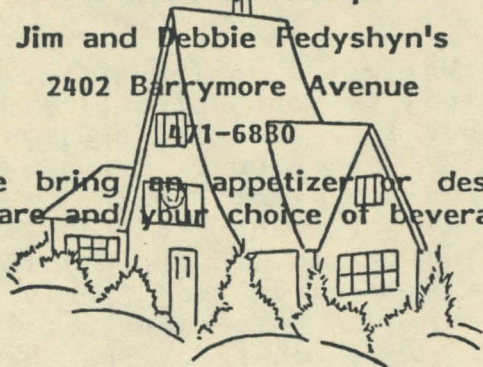 Jim and Debbie Fedyshyn's
2402 Barrymore Avenue
471-6830
bring an appetizer or
and your choice of